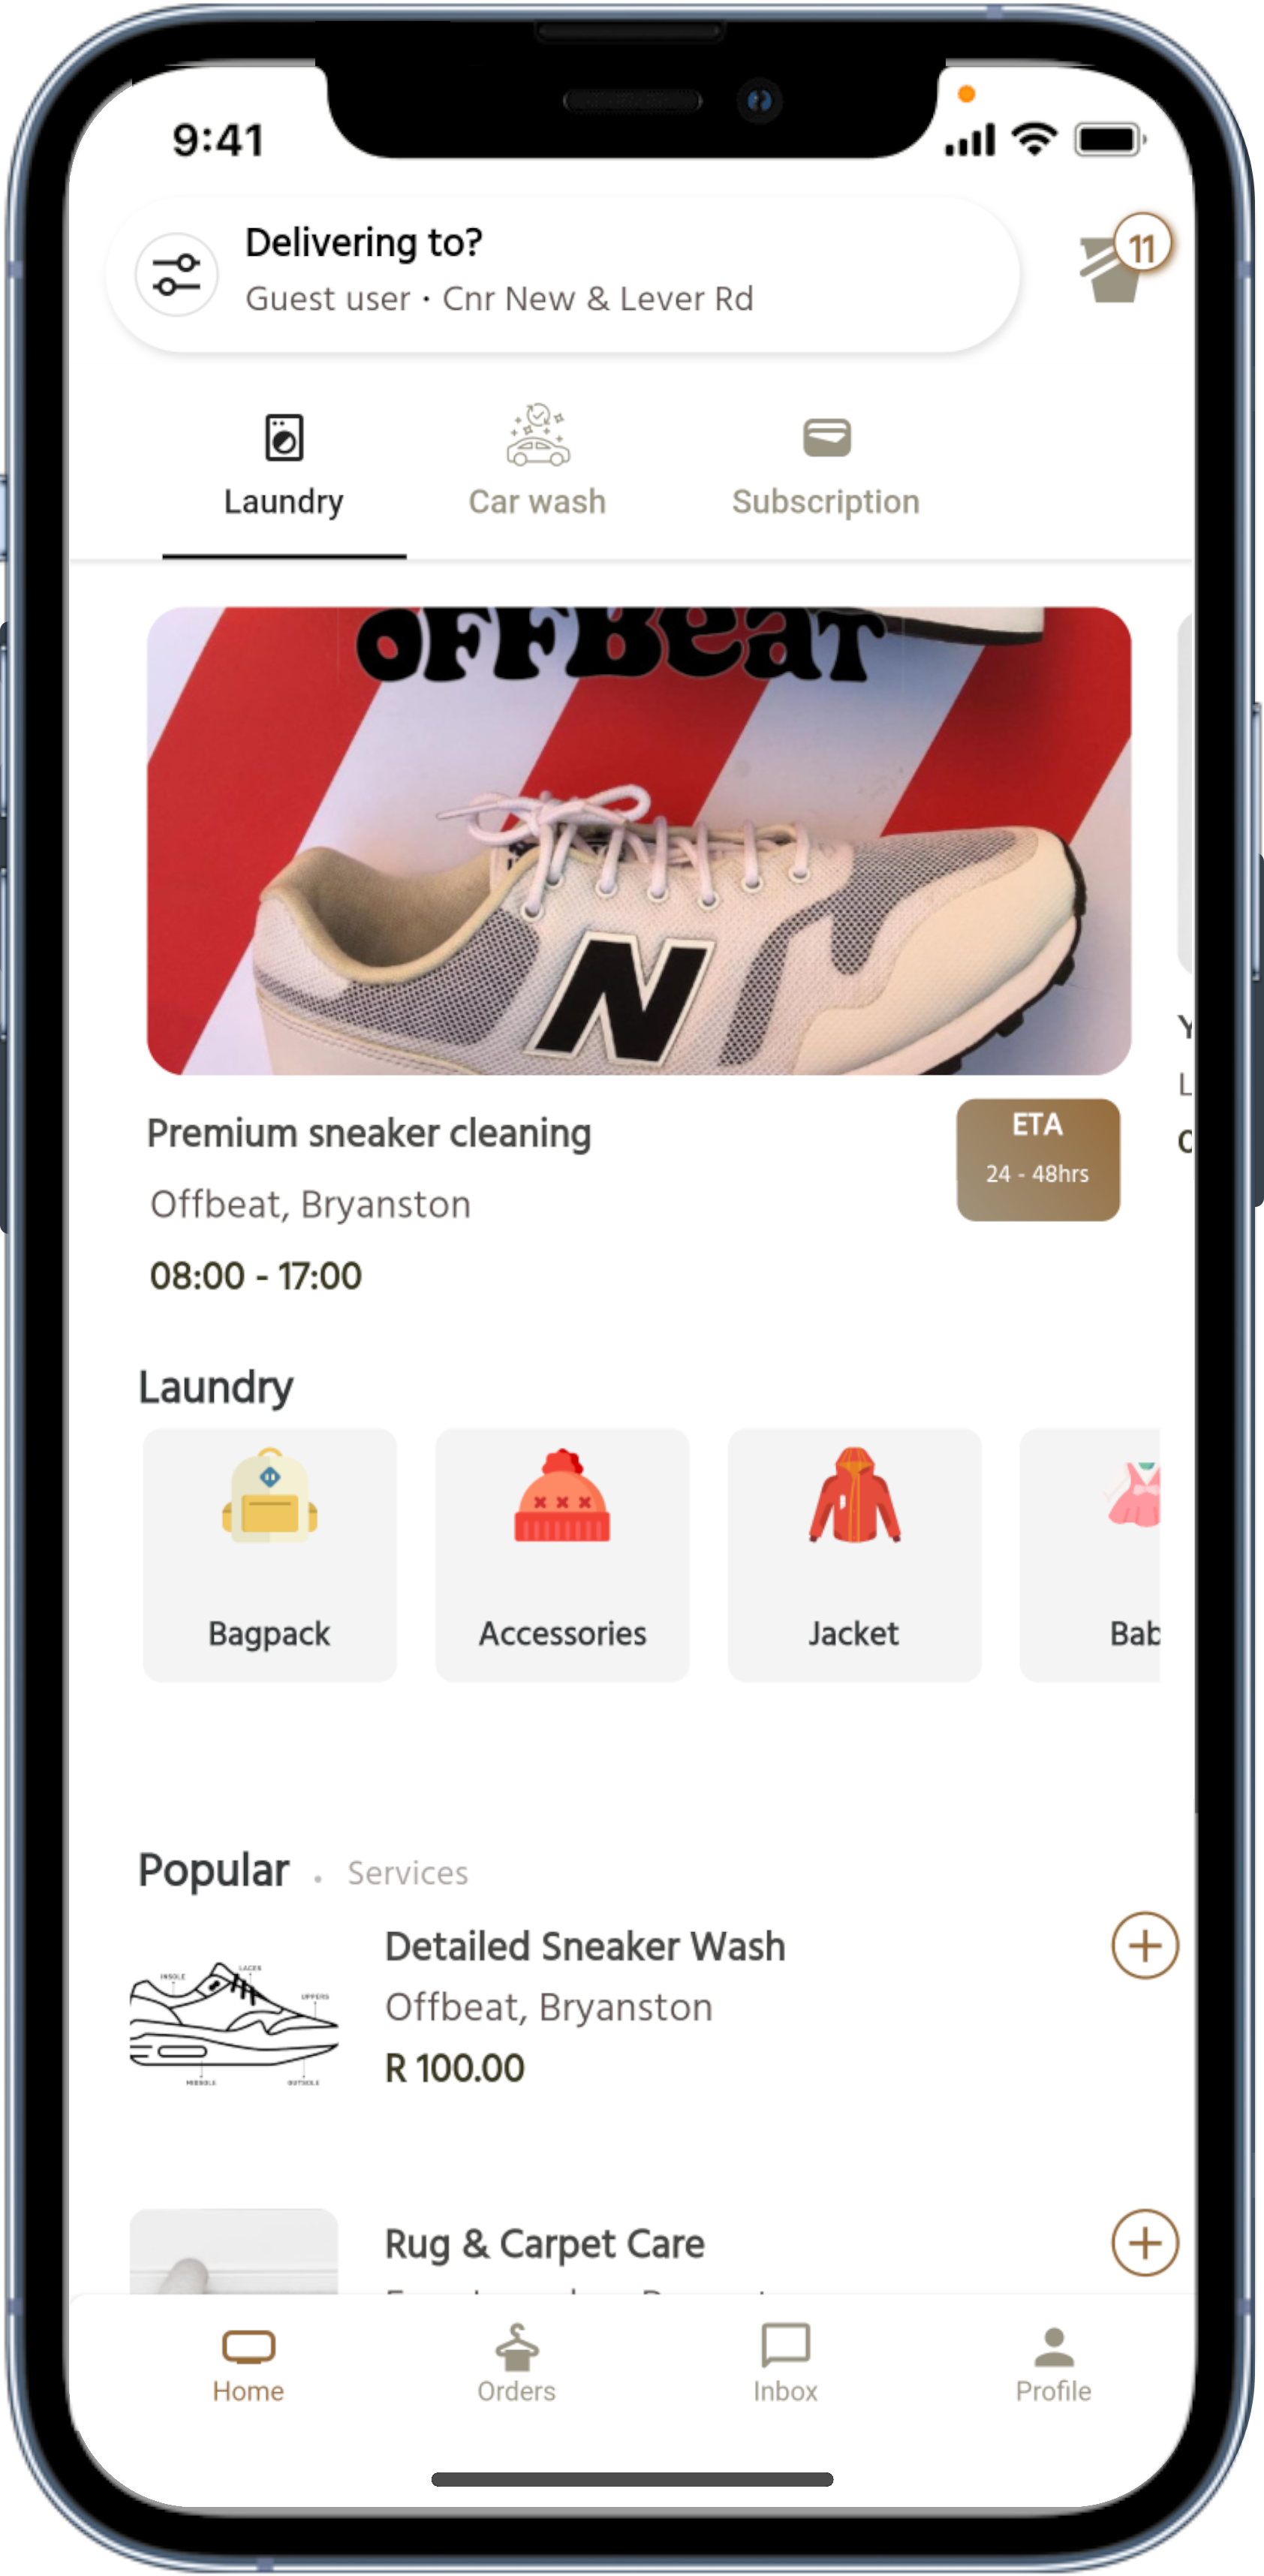 9:41
Delivering to?
Guest user · Cnr New & Lever Rd
11
Laundry
Car wash
Subscription
OFFBeaT
N
Premium sneaker cleaning
ETA
24 - 48hrs
Offbeat, Bryanston
08:00 - 17:00
Laundry
Bagpack
Accessories
Jacket
Bab
Popular . Services
INSOLE
LACES
UPPERS
MIDSOLE
OUTSOLE
Detailed Sneaker Wash
Offbeat, Bryanston
R 100.00
Rug & Carpet Care
Home
Orders
Inbox
Profile